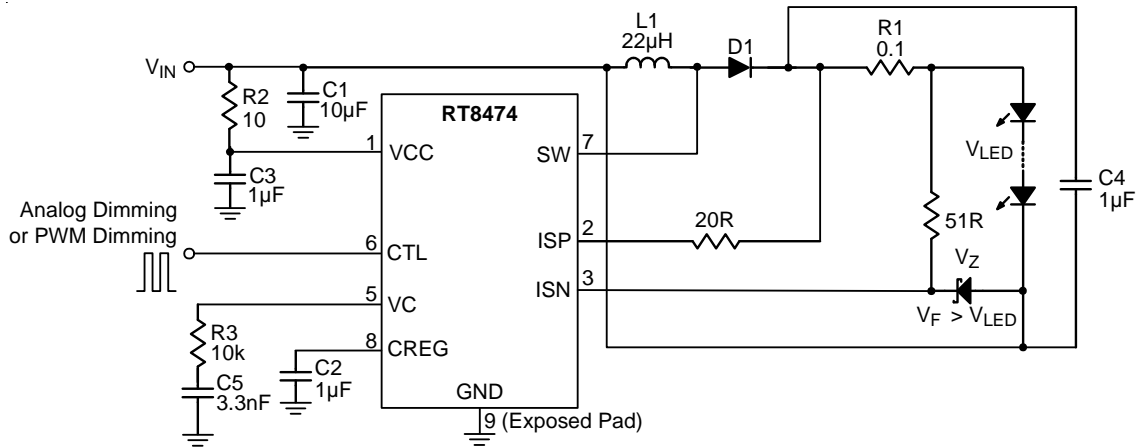 L1
22µH
D1
R1
0.1
VIN
R2
10
C1
10µF
RT8474
1
VCC
7
SW
C3
1µF
VLED
C4
1µF
Analog Dimming
or PWM Dimming
20R
2
ISP
51R
6
CTL
3
ISN
VZ
VF > VLED
5
VC
R3
10k
8
CREG
C2
1µF
C5
3.3nF
GND
9 (Exposed Pad)